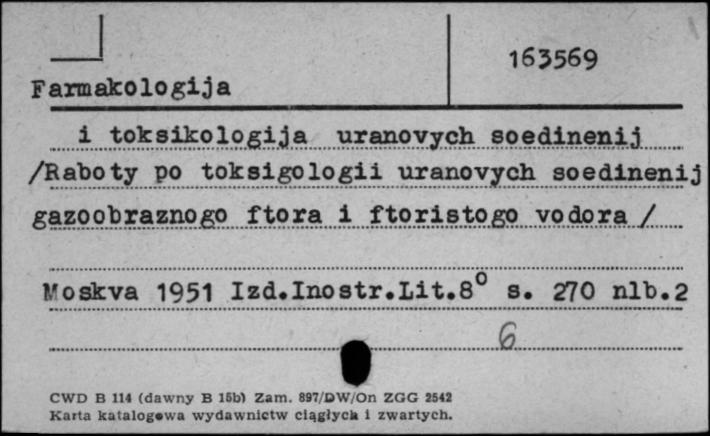 163569
Farmakologija
i toksikologija uranovych soedinenij
/Raboty po toksigologii uranovych soedinenij
gazoobraznogo ftora i ftoristogo vodora /
Moskva 1951 Izd.Inostr.Lit.8° s. 270 nlb.2
6
CWD B 114 (dawny B 15b) Zam. 897/DW/On ZGG 2542
Karta katalogowa wydawnictw ciągłych i zwartych.